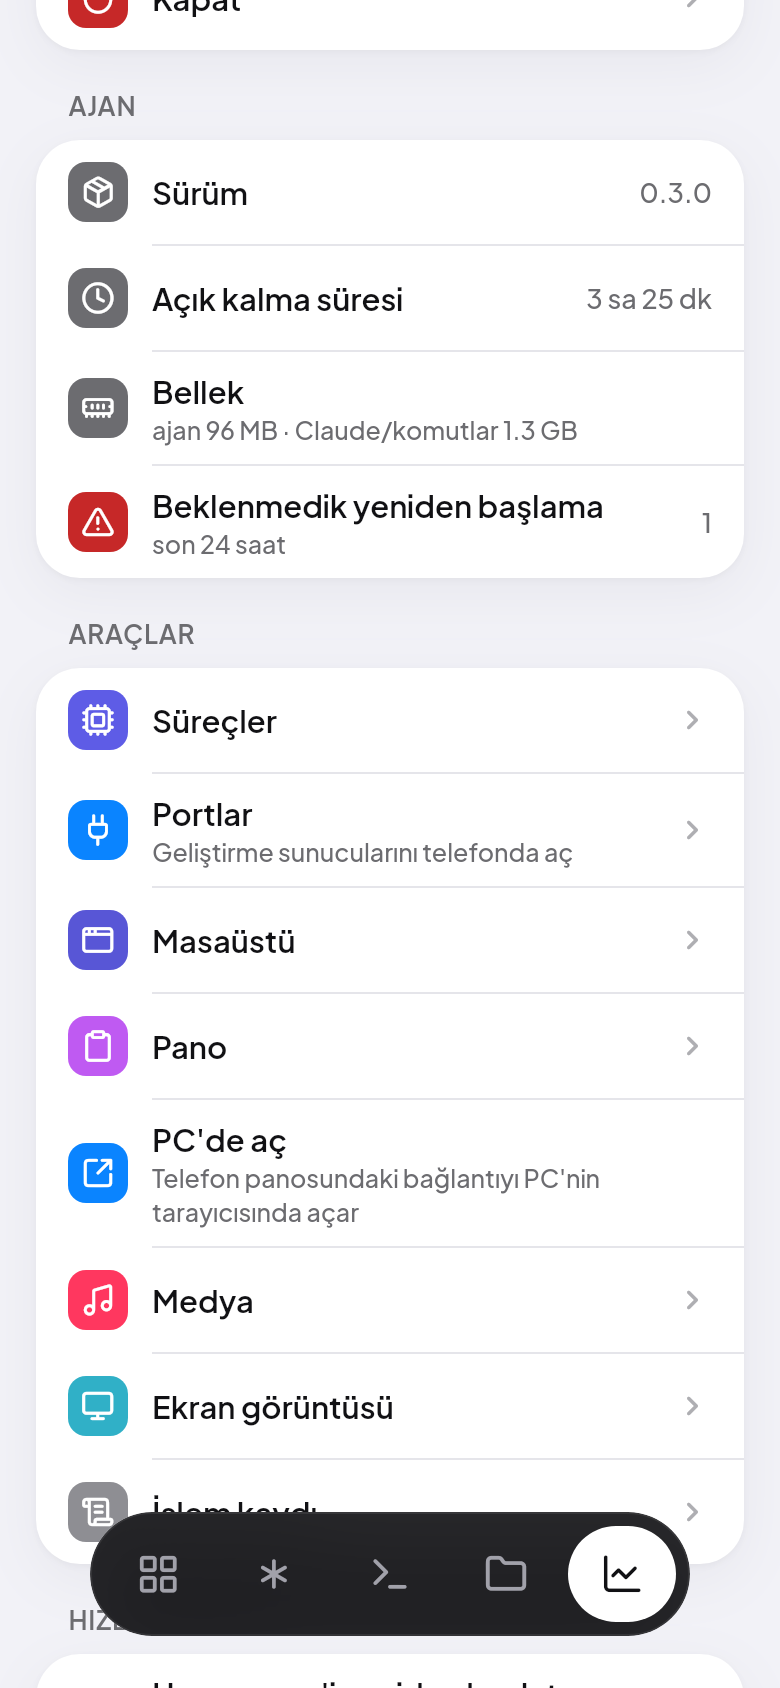 Kapat
AJAN
Sürüm
0.3.0
Açık kalma süresi
3 sa 25 dk
Bellek
ajan 96 MB · Claude/komutlar 1.3 GB
Beklenmedik yeniden başlama
1
son 24 saat
ARAÇLAR
Süreçler
Portlar
Geliştirme sunucularını telefonda aç
Masaüstü
Pano
PC'de aç
Telefon panosundaki bağlantıyı PC'nin
tarayıcısında açar
Medya
Ekran görüntüsü
İşlem kaydı